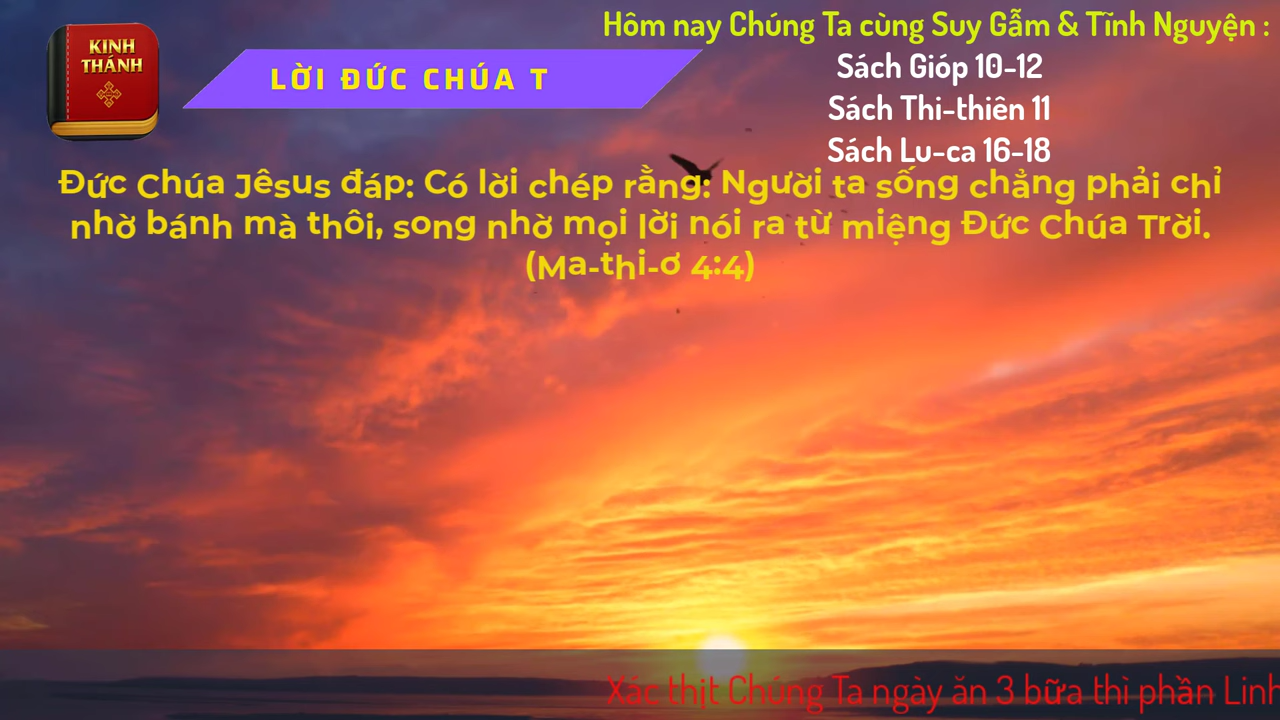 KINH
THÁNH
LỜI ĐỨC CHÚA T
Hôm nay Chúng Ta cùng Suy Gẫm & Tĩnh Nguyện :
Sách Gióp 10-12
Sách Thi-thiên 11
Sách Lu-ca 16-18
Đức Chúa Jêsus đáp: Có lời chép rằng: Người ta sống chẳng phải chỉ
nhờ bánh mà thôi, song nhờ mọi lời nói ra từ miệng Đức Chúa Trời.
(Ma-thi-ơ 4:4)
Xác thịt Chúng Ta ngày ăn 3 bữa thì phần Linh